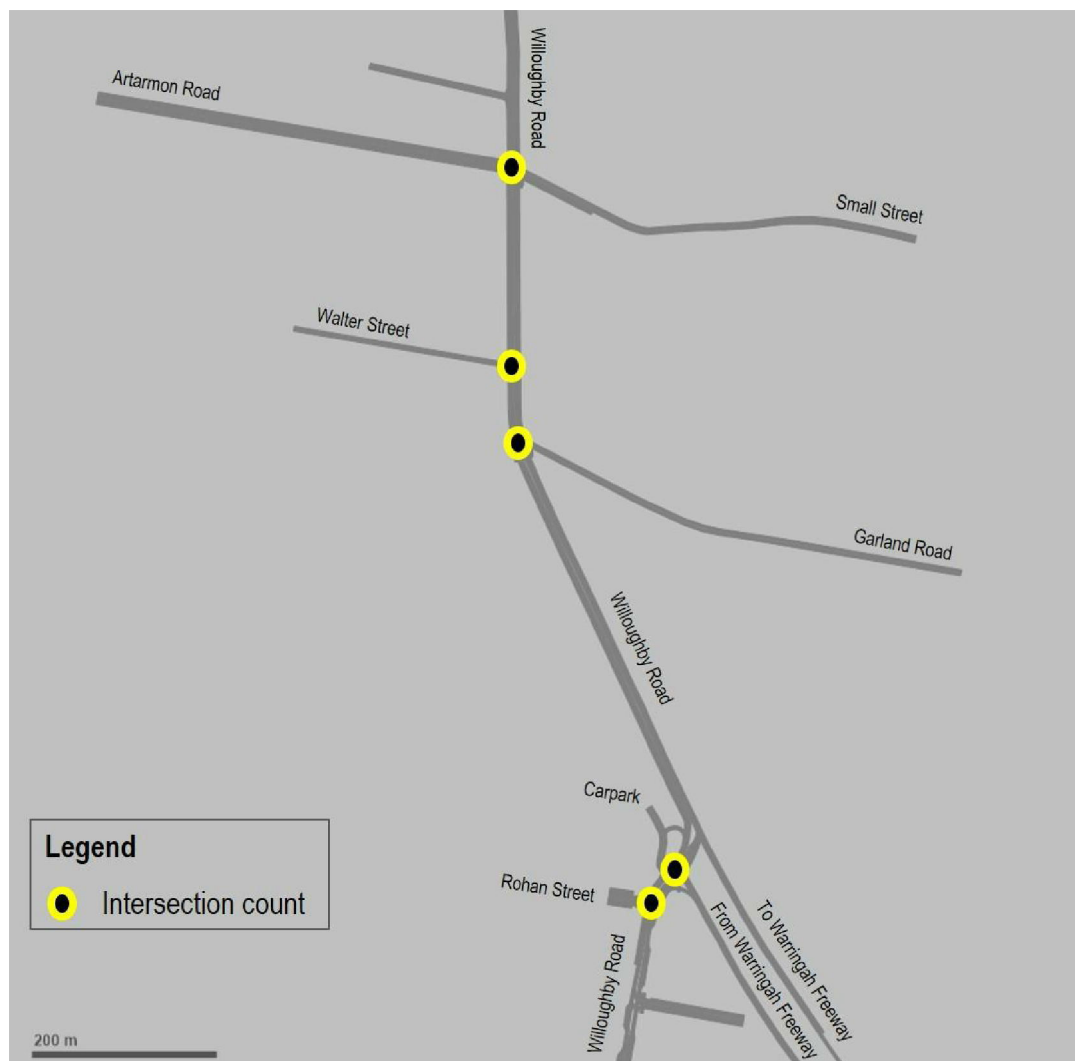 Willoughby Road
Artarmon Road
Small Street
Walter Street
Garland Road
Willoughby Road
Carpark
Rohan Street
To Warringah Freeway
From Warringah Freeway
Willoughby Road
Legend
Intersection count
200 m